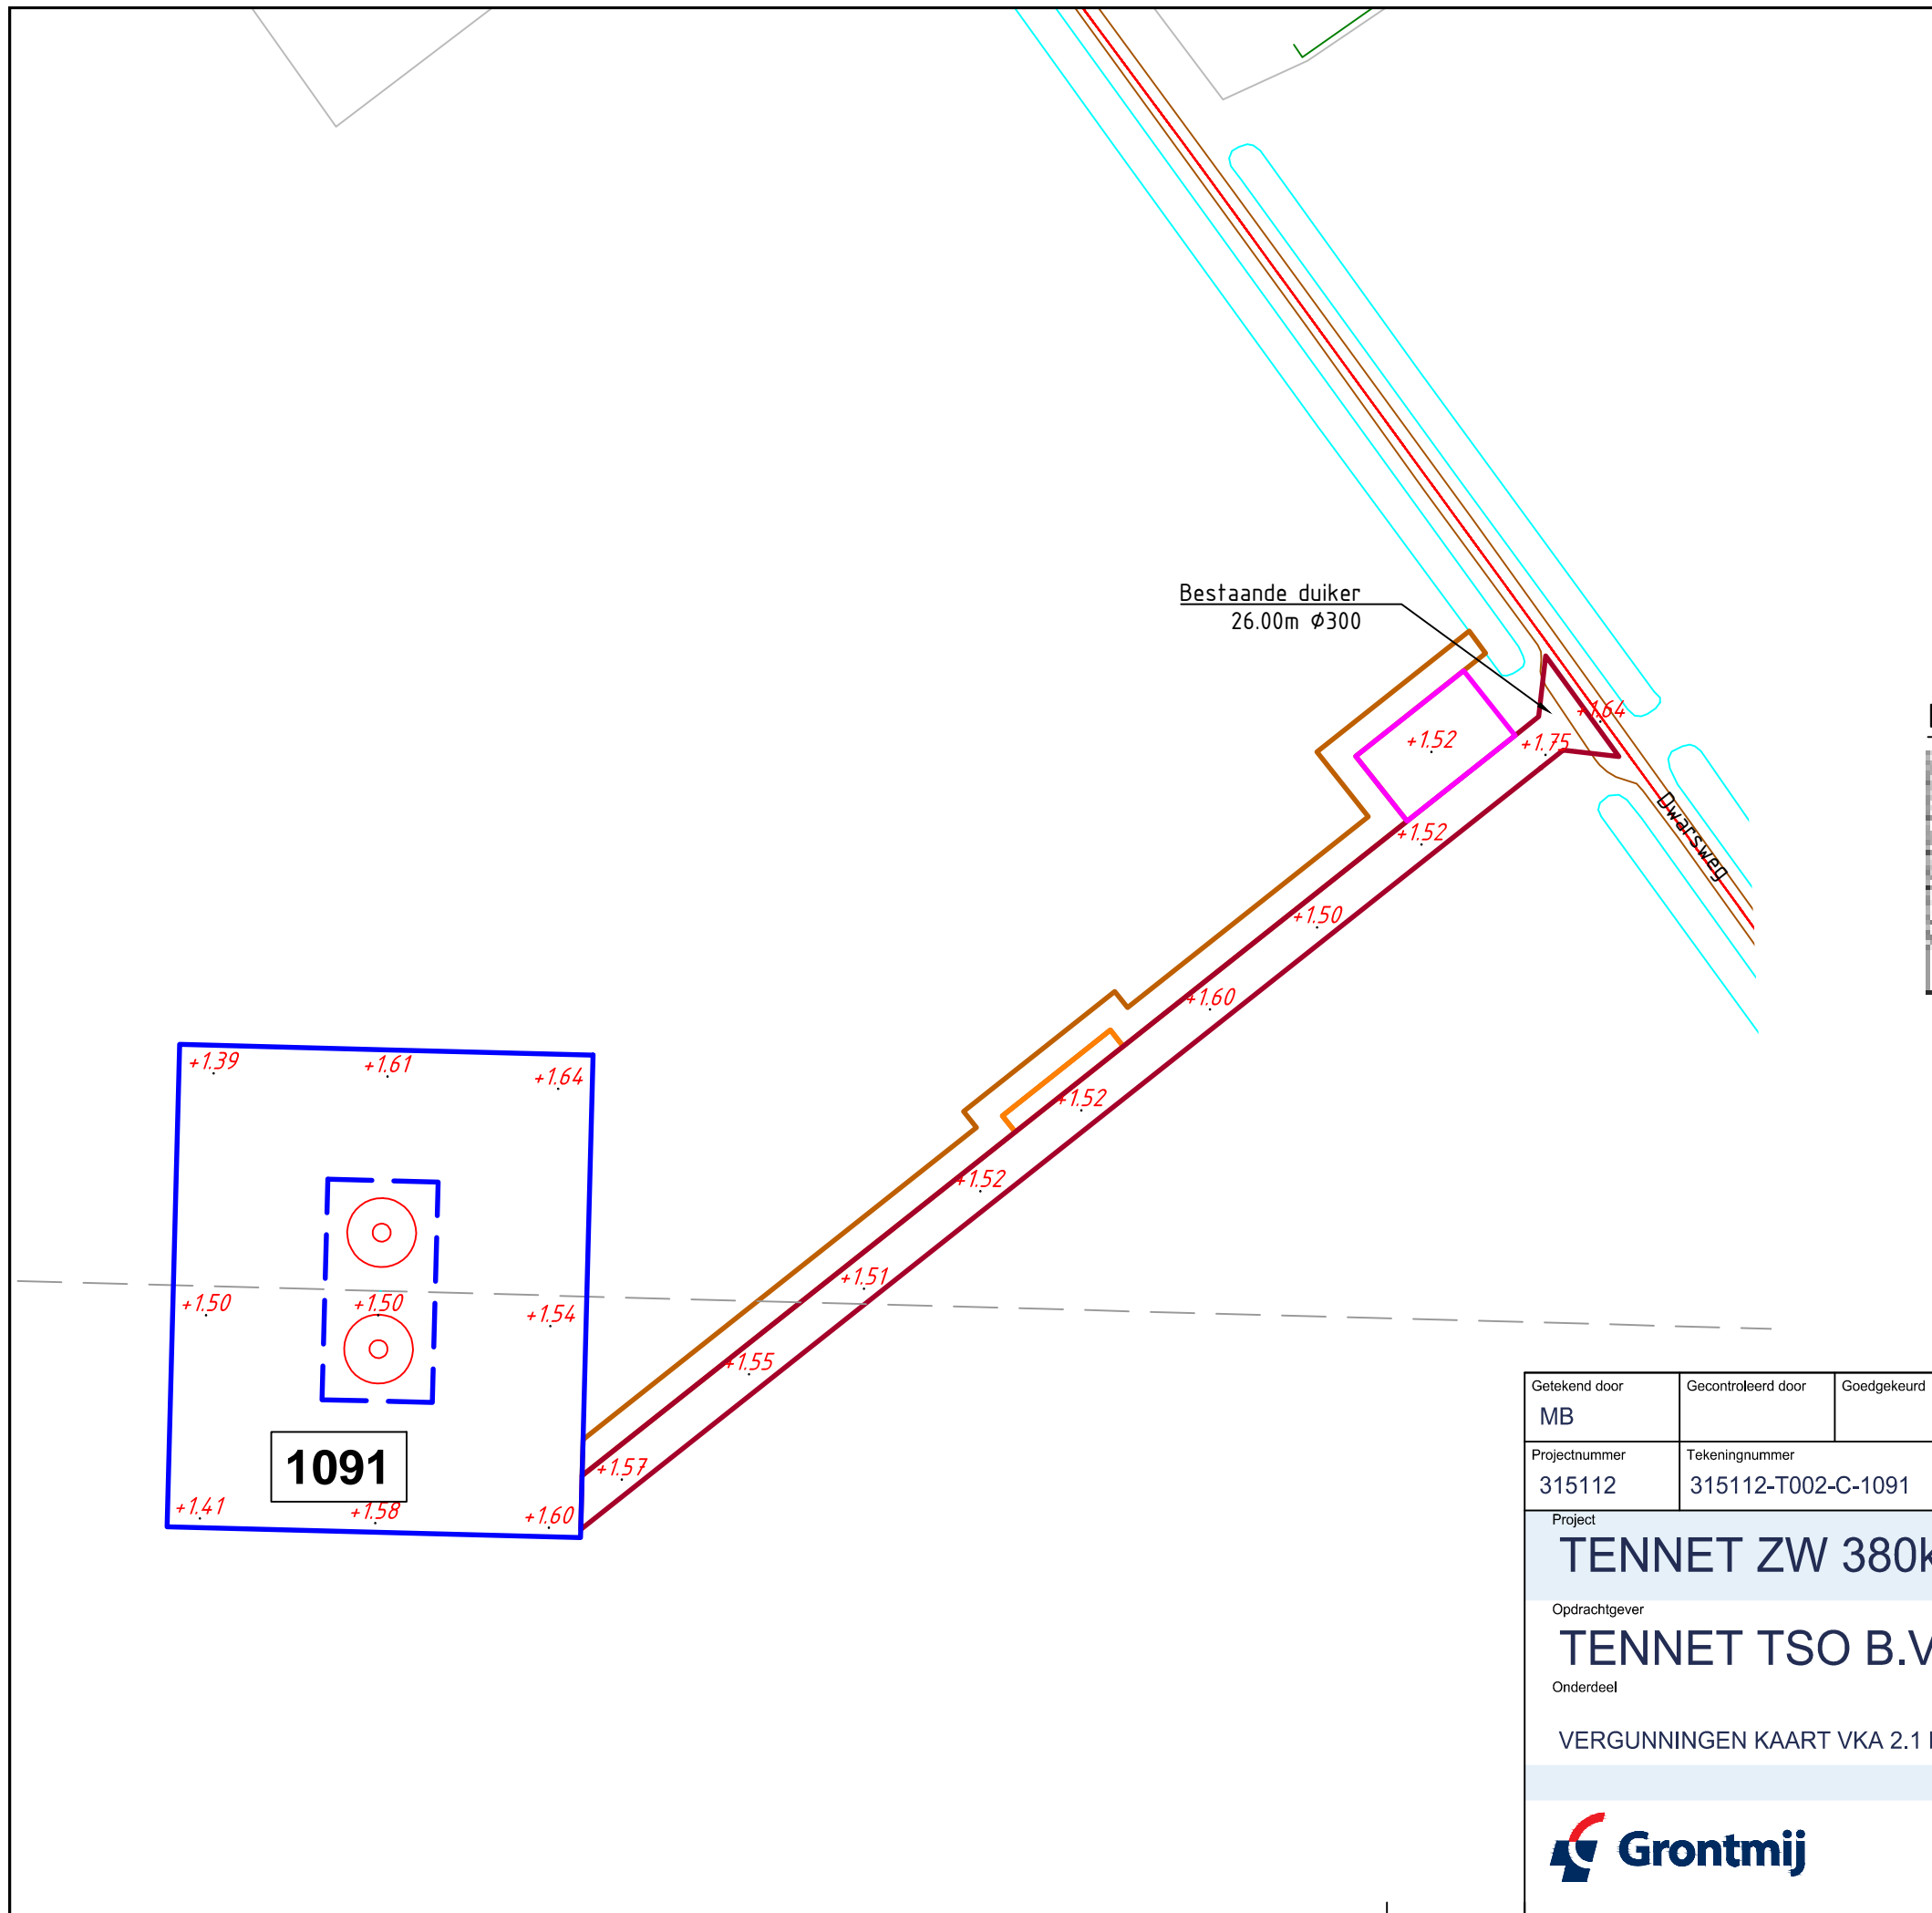 Bestaande duiker
26.00m Ø300
+1.64
+1.52
+1.75
Dwarsweg
+1.52
+1.50
+1.60
+1.39
+1.61
+1.64
+1.52
+1.52
+1.51
+1.50
+1.50
+1.54
+1.55
1091
+1.57
+1.41
+1.58
+1.60
Getekend door
Gecontroleerd door
Goedgekeurd
MB
Projectnummer
Tekeningnummer
315112
315112-T002-C-1091
Project
TENNET ZW 380k
Opdrachtgever
TENNET TSO B.V
Onderdeel
VERGUNNINGEN KAART VKA 2.1
Grontmij